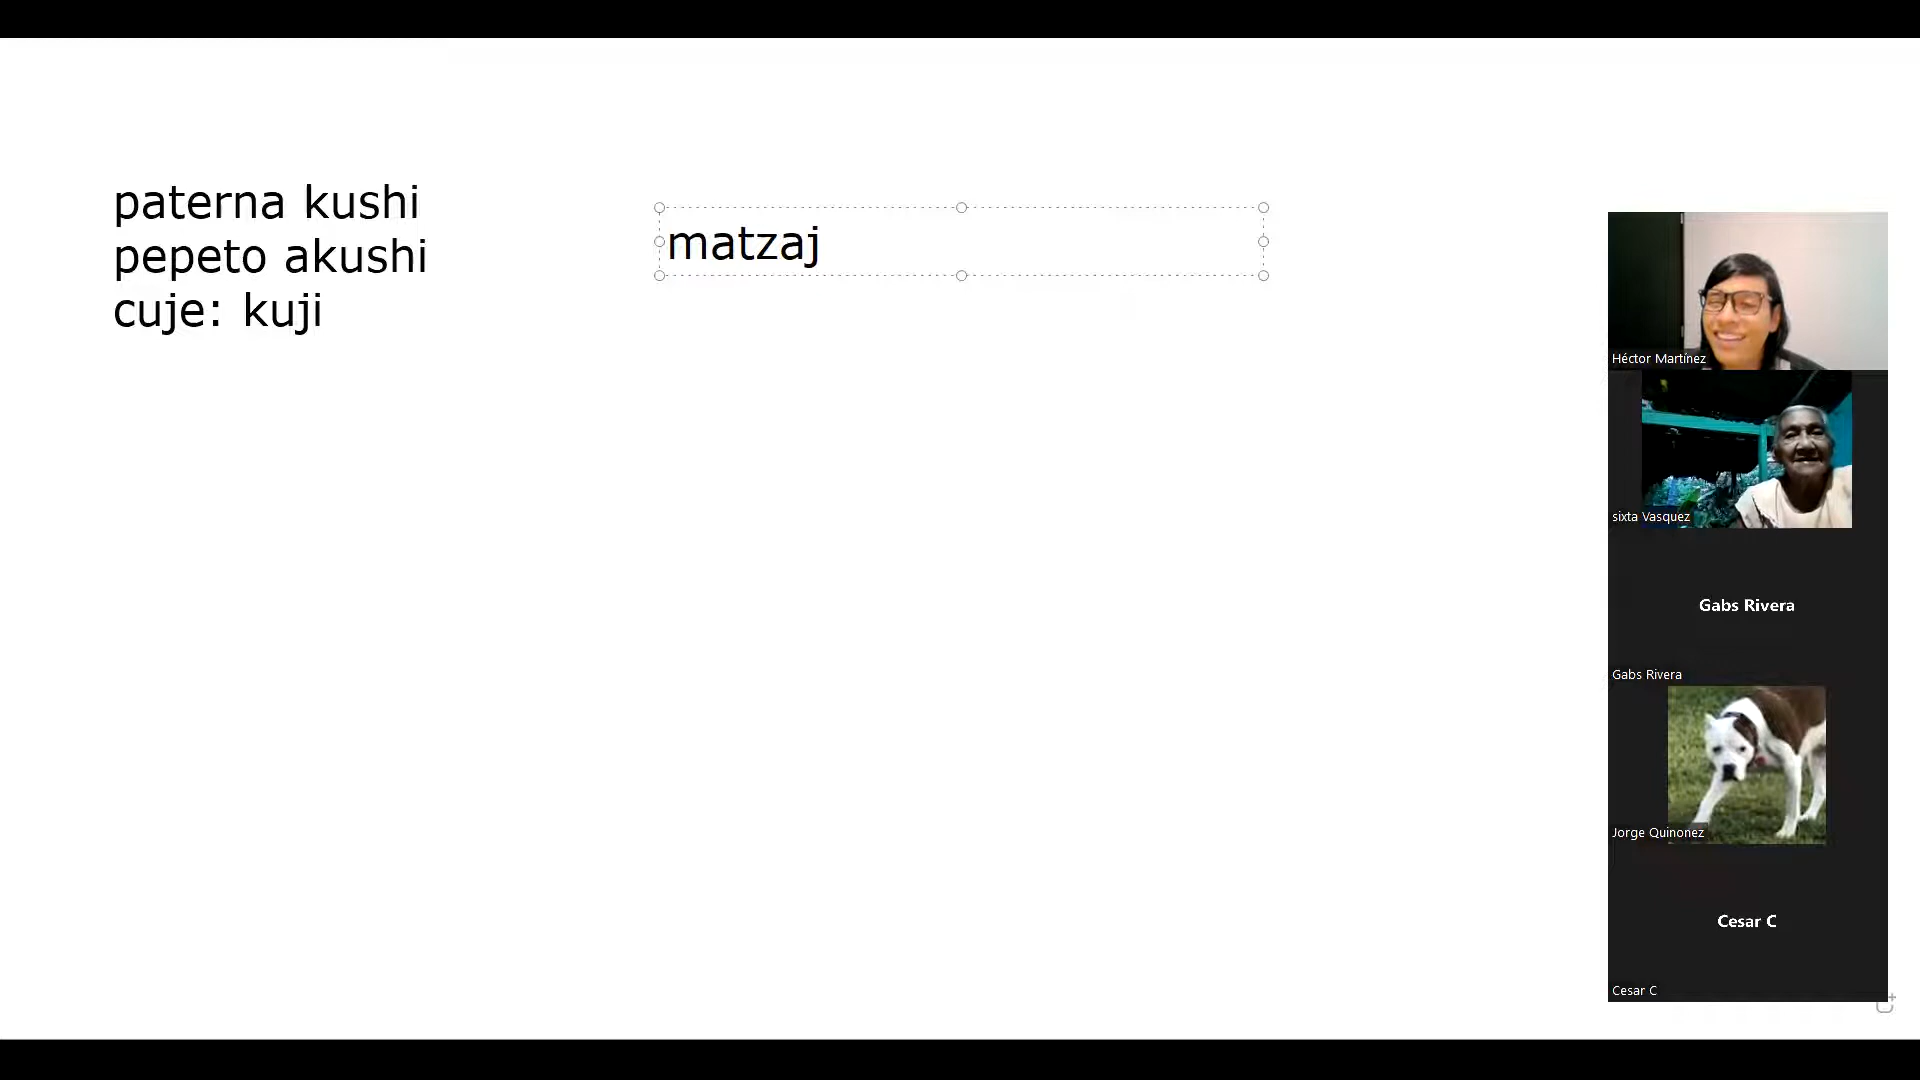 paterna kushi
pepeto akushi
cuje: kuji
matzaj
Héctor Martínez
sixta Vasquez
Gabs Rivera
Gabs Rivera
Jorge Quinonez
Cesar C
Cesar C